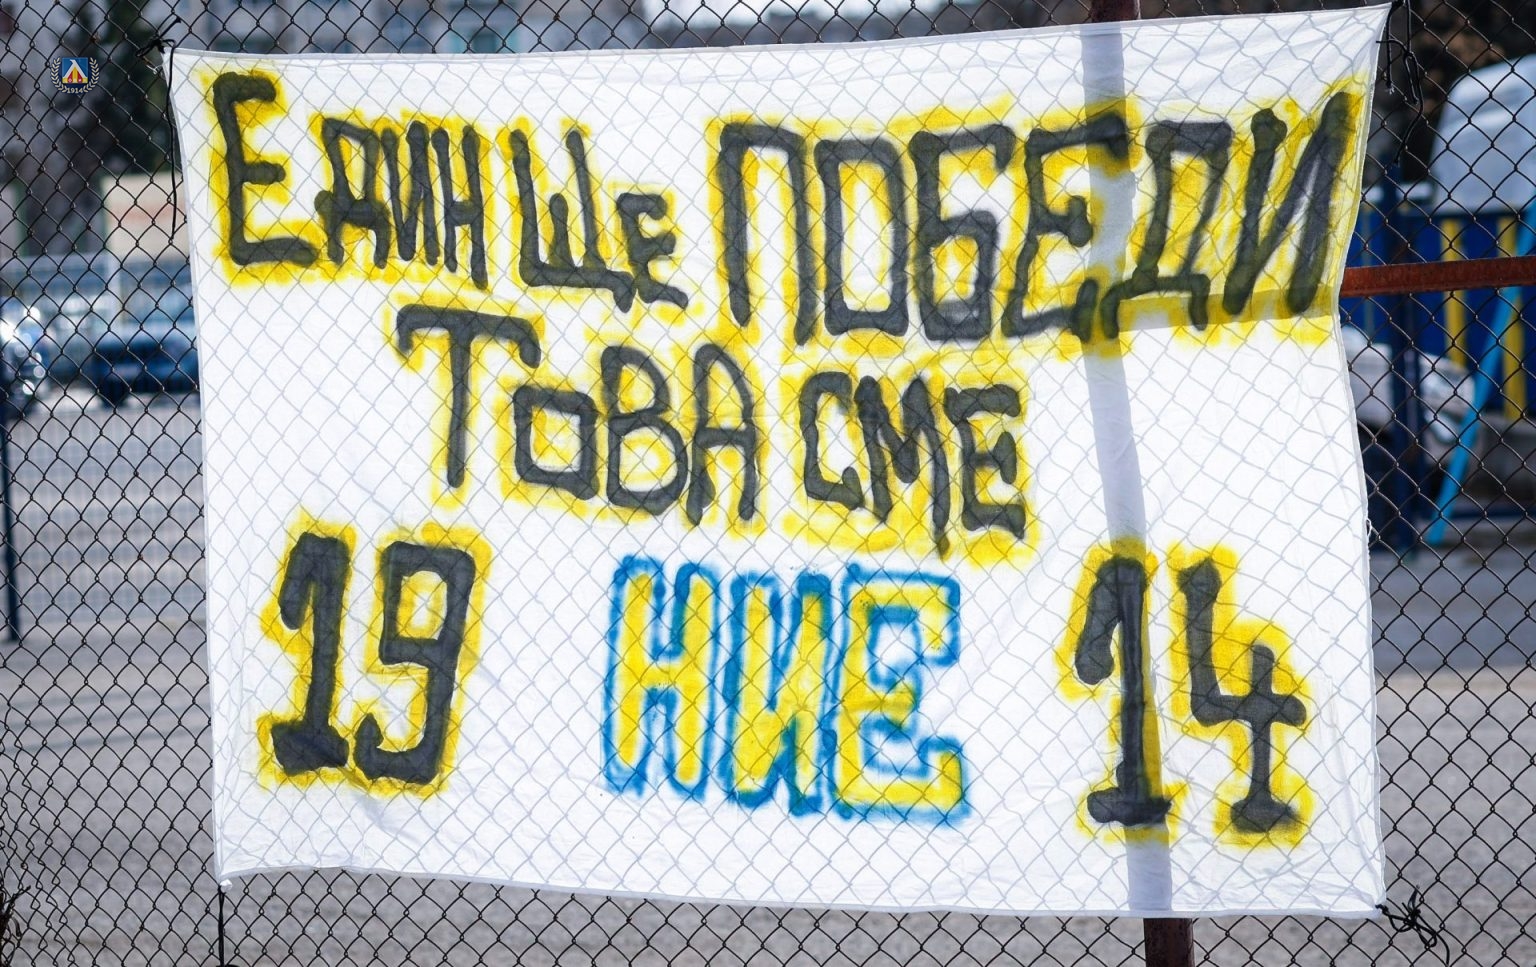 1914
ЕДИН ЩЕ ПОБЕДИ
ТОВА СМЕ
19 НИЕ 14